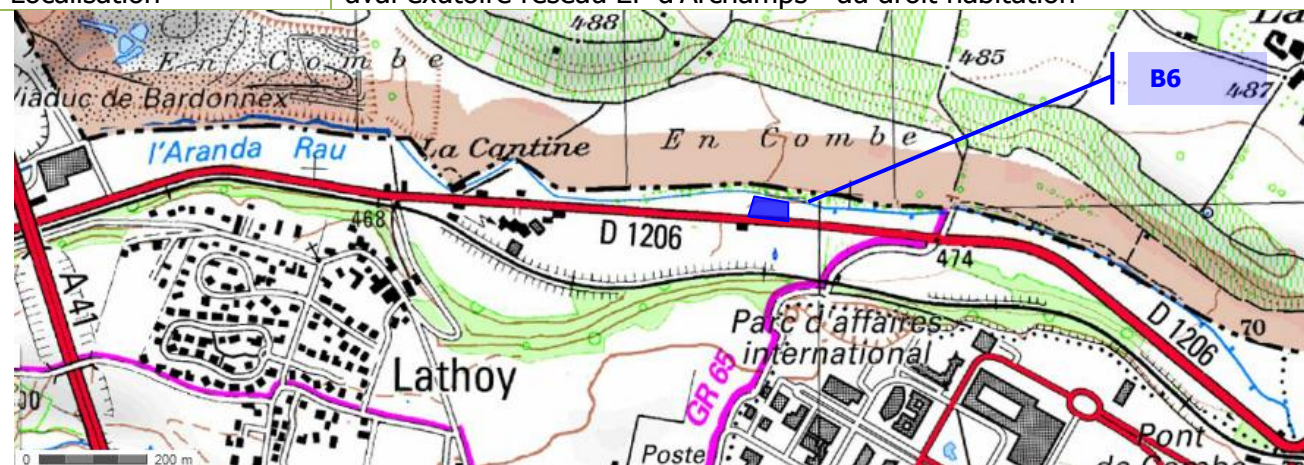 Localisation
aval exutoire réseau EP d'Archamps – au droit habitation
488
La
En Combe
485
B6
487
Viaduc de Bardonnex
l'Aranda Rau
La Cantine
En Combe
468
D 1206
474
A 41
Parc d'affaires
international
D 1206
70
Lathoy
GR 65
00
Poste
Pont
de Combe
0
200 m